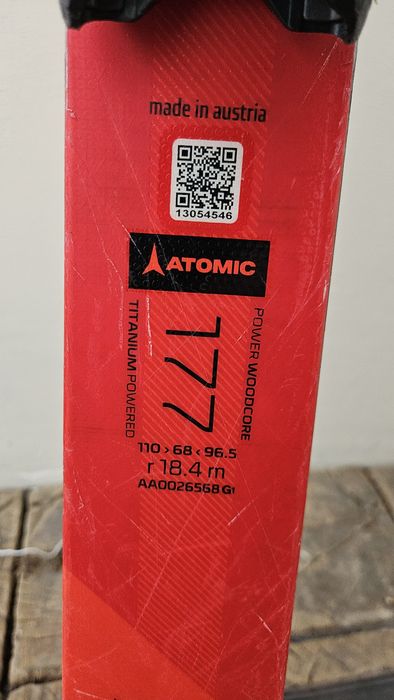 made in austria
13054546
ATOMIC
TITANIUM POWERED
177
POWER WOODCORE
110 > 68 < 96.5
r 18.4 m
AA0026568 G1